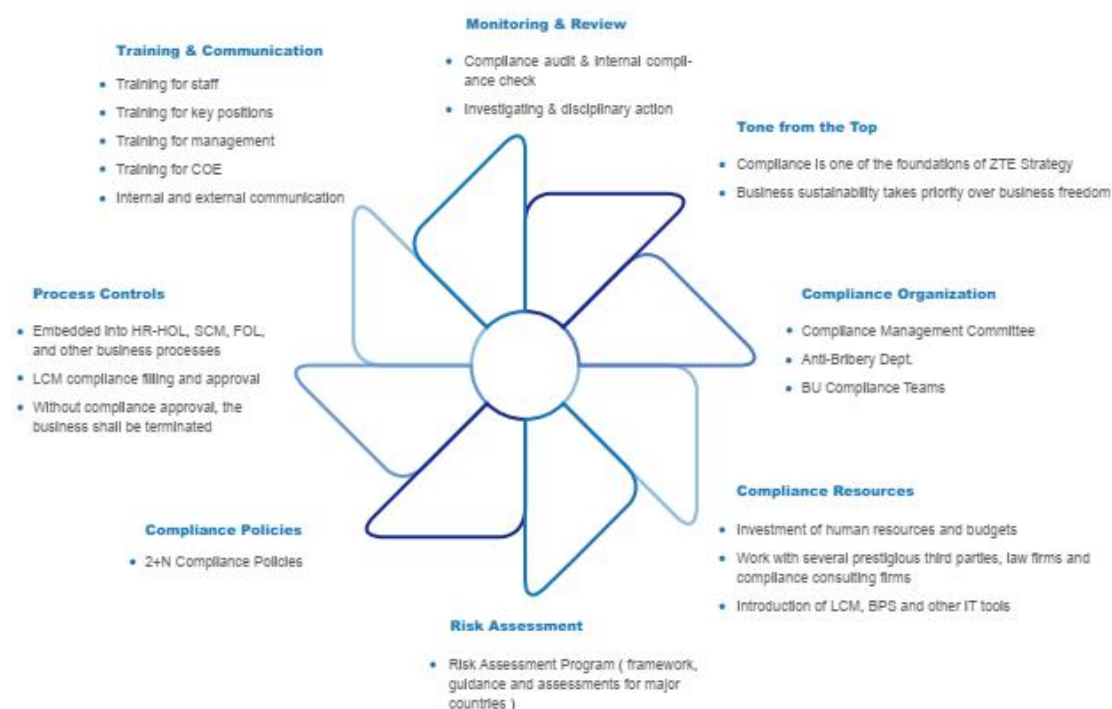 Monitoring & Review
Compliance audit & Internal compli-
ance check
Investigating & disciplinary action
Training & Communication
Training for staff
Training for key positions
Training for management
Training for COE
Internal and external communication
Tone from the Top
Compliance is one of the foundations of ZTE Strategy
Business sustainability takes priority over business freedom
Process Controls
Embedded into HR-HOL, SCM, FOL,
and other business processes
LCM compliance filling and approval
Without compliance approval, the
business shall be terminated
Compliance Organization
Compliance Management Committee
Anti-Bribery Dept.
BU Compliance Teams
Compliance Policies
2+N Compliance Policies
Compliance Resources
Investment of human resources and budgets
Work with several prestigious third parties, law firms and
compliance consulting firms
Introduction of LCM, BPS and other IT tools
Risk Assessment
Risk Assessment Program ( framework,
guidance and assessments for major
countries )